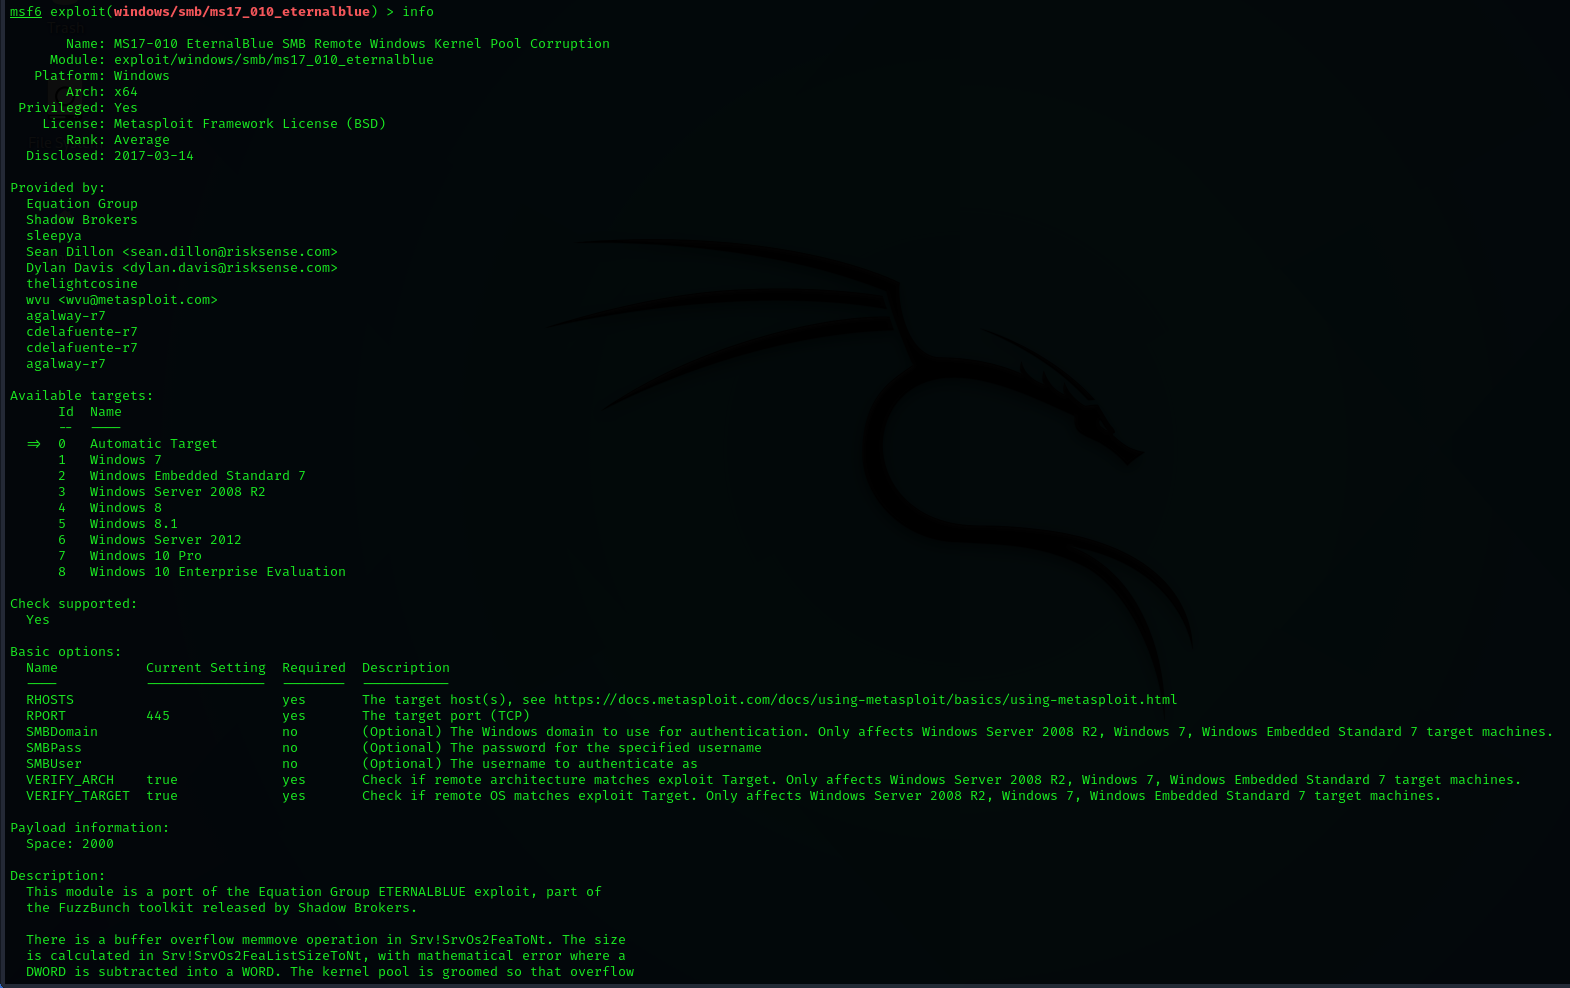 msf6 exploit(windows/smb/ms17_010_eternalblue) > info
Name: MS17-010 EternalBlue SMB Remote Windows Kernel Pool Corruption
Module: exploit/windows/smb/ms17_010_eternalblue
Platform: Windows
Arch: x64
Privileged: Yes
License: Metasploit Framework License (BSD)
Rank: Average
Disclosed: 2017-03-14
Provided by:
Equation Group
Shadow Brokers
sleepya
Sean Dillon <sean.dillon@risksense.com>
Dylan Davis <dylan.davis@risksense.com>
thelightcosine
wvu <wvu@metasploit.com>
agalway-r7
cdelafuente-r7
cdelafuente-r7
agalway-r7
Available targets:
Id  Name
--  ----
=>  0   Automatic Target
1   Windows 7
2   Windows Embedded Standard 7
3   Windows Server 2008 R2
4   Windows 8
5   Windows 8.1
6   Windows Server 2012
7   Windows 10 Pro
8   Windows 10 Enterprise Evaluation
Check supported:
Yes
Basic options:
Name           Current Setting  Required  Description
----           ---------------  --------  -----------
RHOSTS                          yes       The target host(s), see https://docs.metasploit.com/docs/using-metasploit/basics/using-metasploit.html
RPORT          445              yes       The target port (TCP)
SMBDomain                       no        (Optional) The Windows domain to use for authentication. Only affects Windows Server 2008 R2, Windows 7, Windows Embedded Standard 7 target machines.
SMBPass                         no        (Optional) The password for the specified username
SMBUser                         no        (Optional) The username to authenticate as
VERIFY_ARCH    true             yes       Check if remote architecture matches exploit Target. Only affects Windows Server 2008 R2, Windows 7, Windows Embedded Standard 7 target machines.
VERIFY_TARGET  true             yes       Check if remote OS matches exploit Target. Only affects Windows Server 2008 R2, Windows 7, Windows Embedded Standard 7 target machines.
Payload information:
Space: 2000
Description:
This module is a port of the Equation Group ETERNALBLUE exploit, part of
the FuzzBunch toolkit released by Shadow Brokers.
There is a buffer overflow memmove operation in Srv!SrvOs2FeaToNt. The size
is calculated in Srv!SrvOs2FeaListSizeToNt, with mathematical error where a
DWORD is subtracted into a WORD. The kernel pool is groomed so that overflow